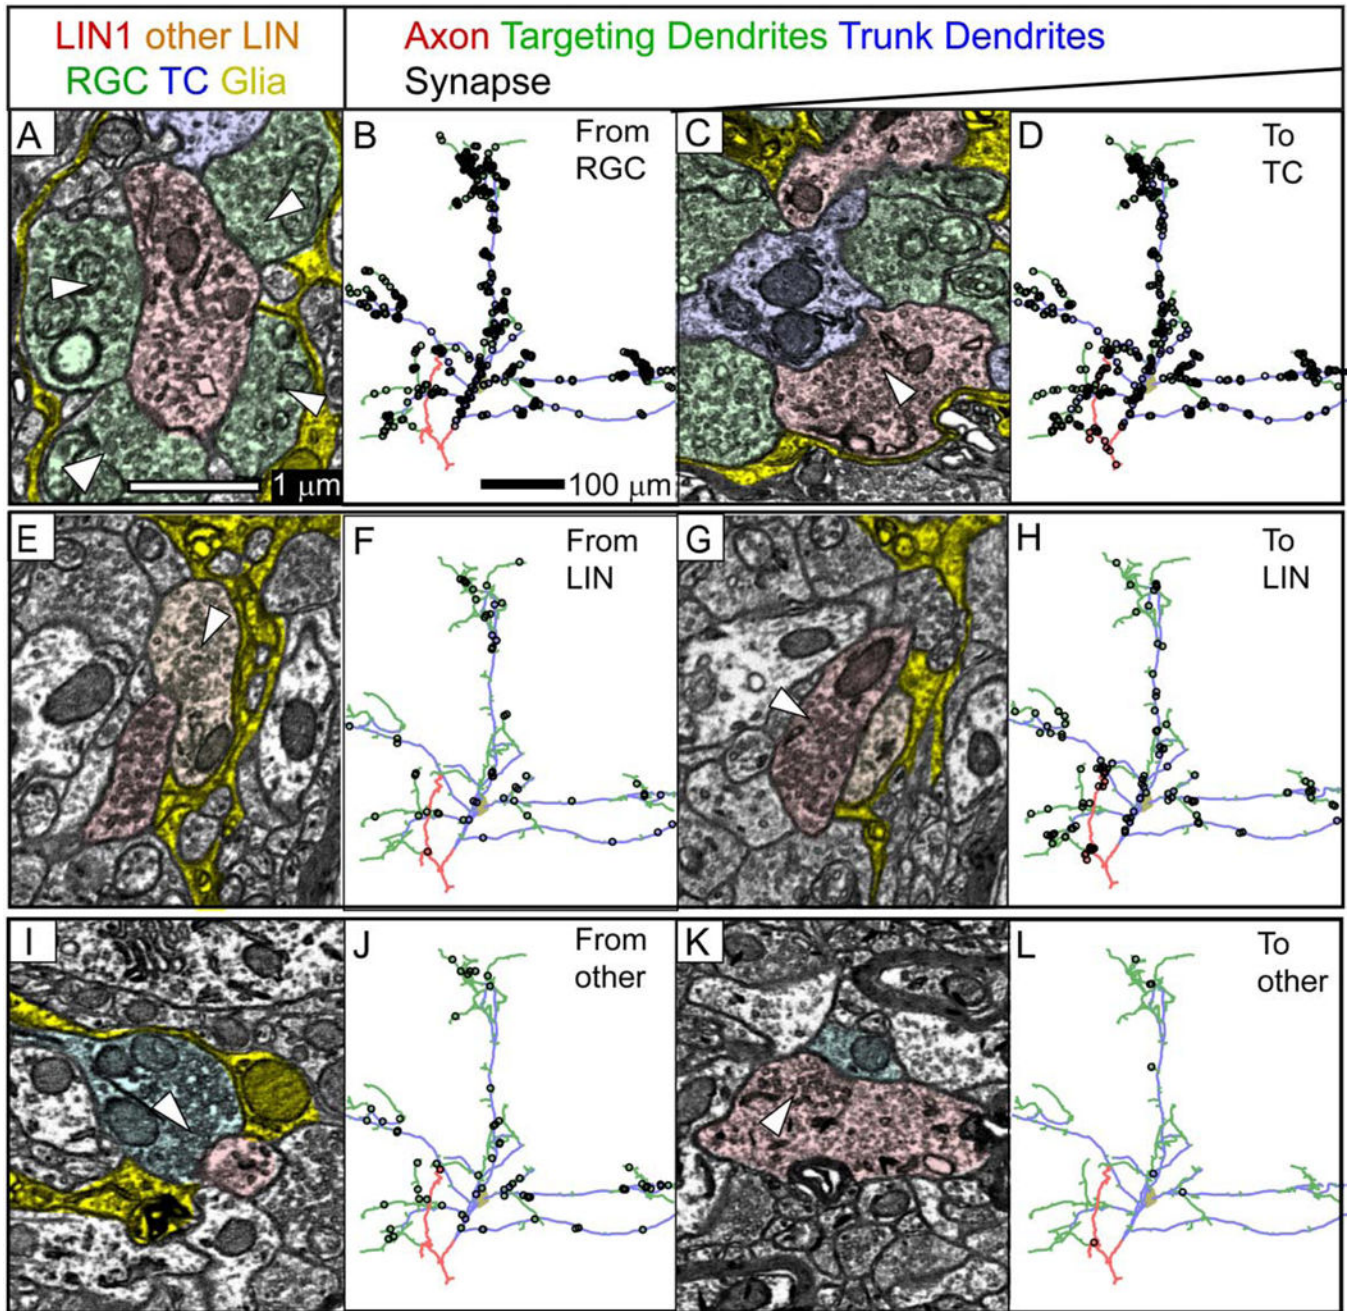 LIN1 other LIN
RGC TC Glia
Axon Targeting Dendrites Trunk Dendrites
Synapse
A
1 μm
B
From
RGC
100 μm
C
D
To
TC
E
F
From
LIN
G
H
To
LIN
I
J
From
other
K
L
To
other